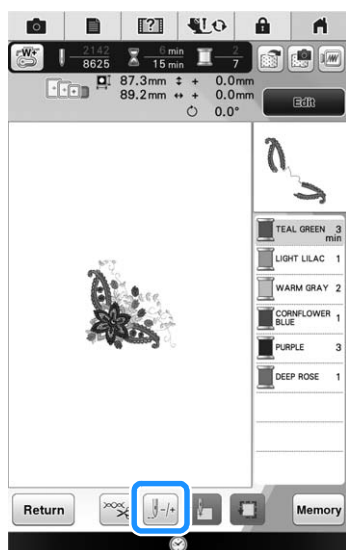 W+
2142
8625
6 min
15 min
2
7
87.3mm + 0.0mm
89.2mm + 0.0mm
0.0°
Edit
TEAL GREEN 3
min
LIGHT LILAC 1
WARM GRAY 2
CORNFLOWER
BLUE 1
PURPLE 3
DEEP ROSE 1
Return
-/+
Memory